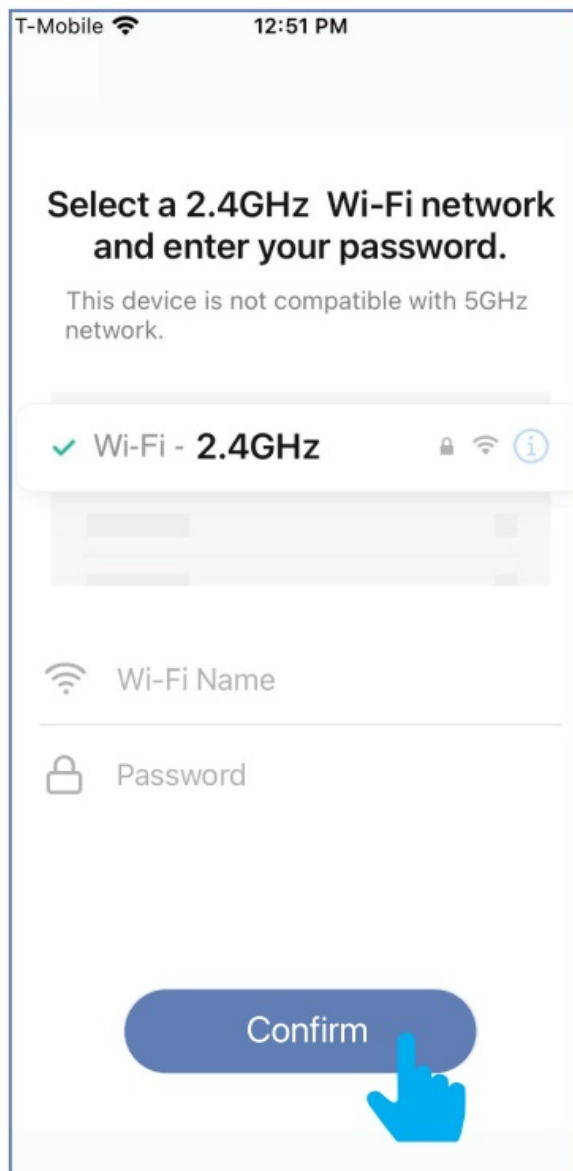 T-Mobile 12:51 PM
Select a 2.4GHz Wi-Fi network
and enter your password.
This device is not compatible with 5GHz
network.
Wi-Fi - 2.4GHz
Wi-Fi Name
Password
Confirm